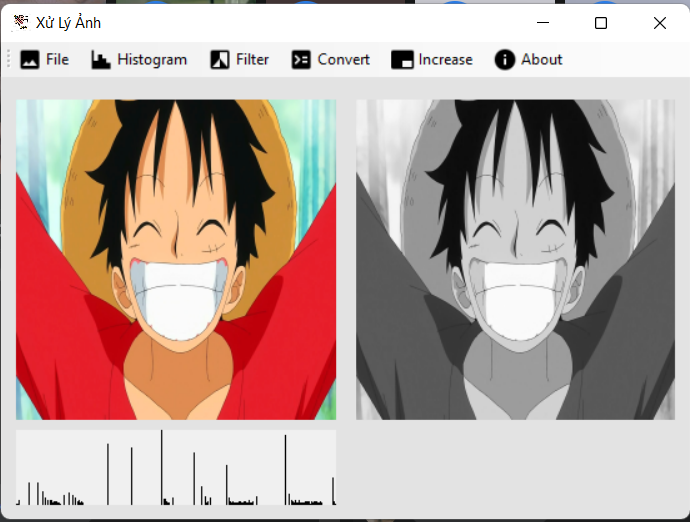 Xử Lý Ảnh
File Histogram Filter Convert Increase About